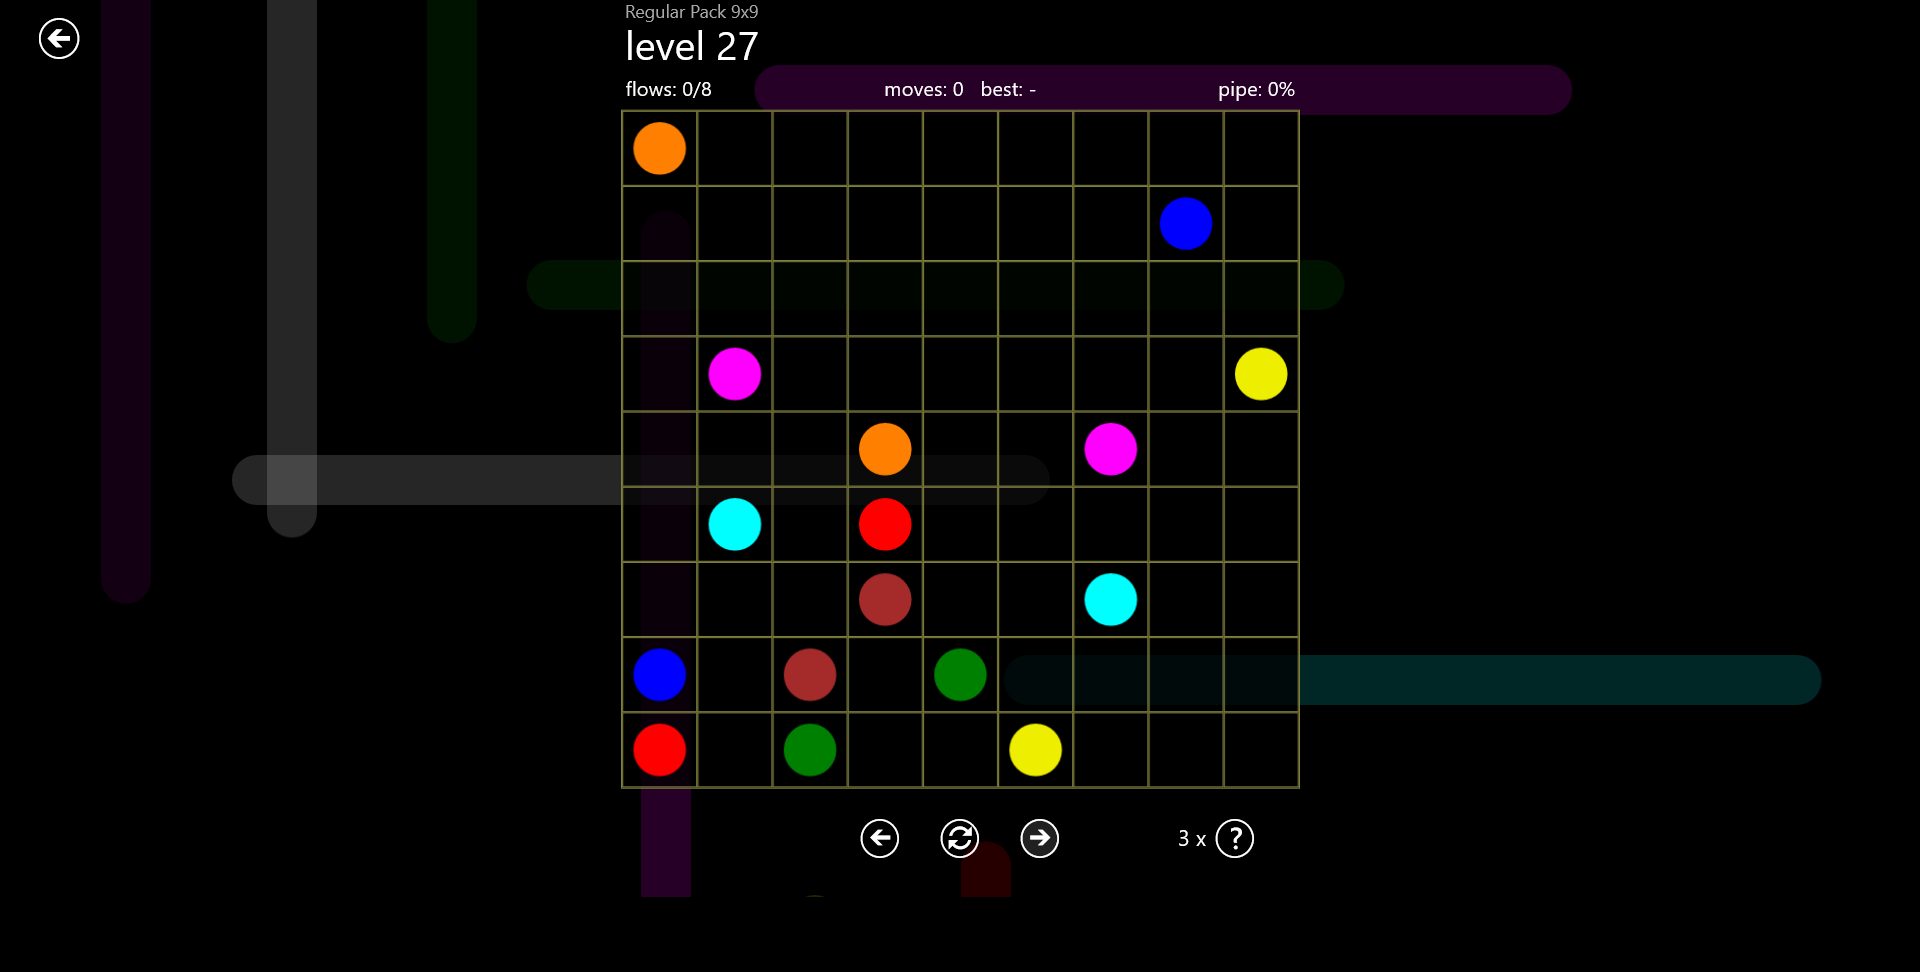 Regular Pack 9x9
level 27
flows: 0/8 moves: 0 best: - pipe: 0%
3 x ?